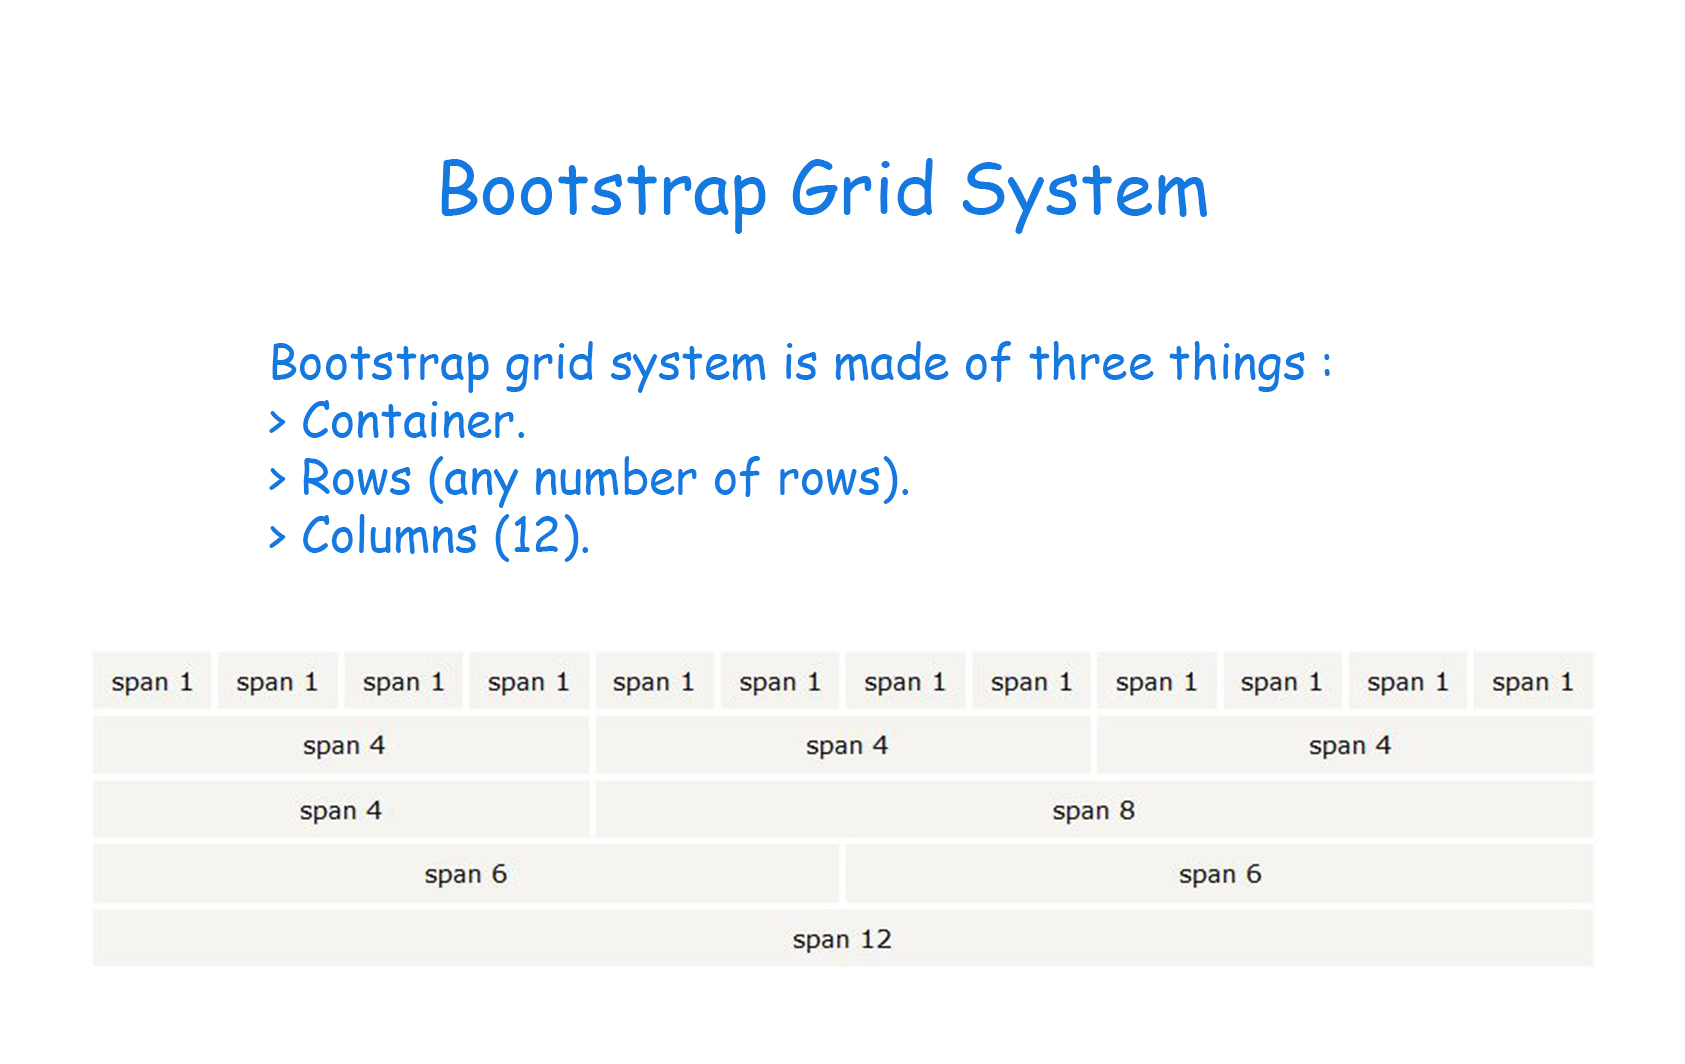 Bootstrap Grid System
Bootstrap grid system is made of three things :
> Container.
> Rows (any number of rows).
> Columns (12).
span 1 span 1 span 1 span 1 span 1 span 1 span 1 span 1 span 1 span 1 span 1 span 1
span 4 span 4 span 4
span 4 span 8
span 6 span 6
span 12